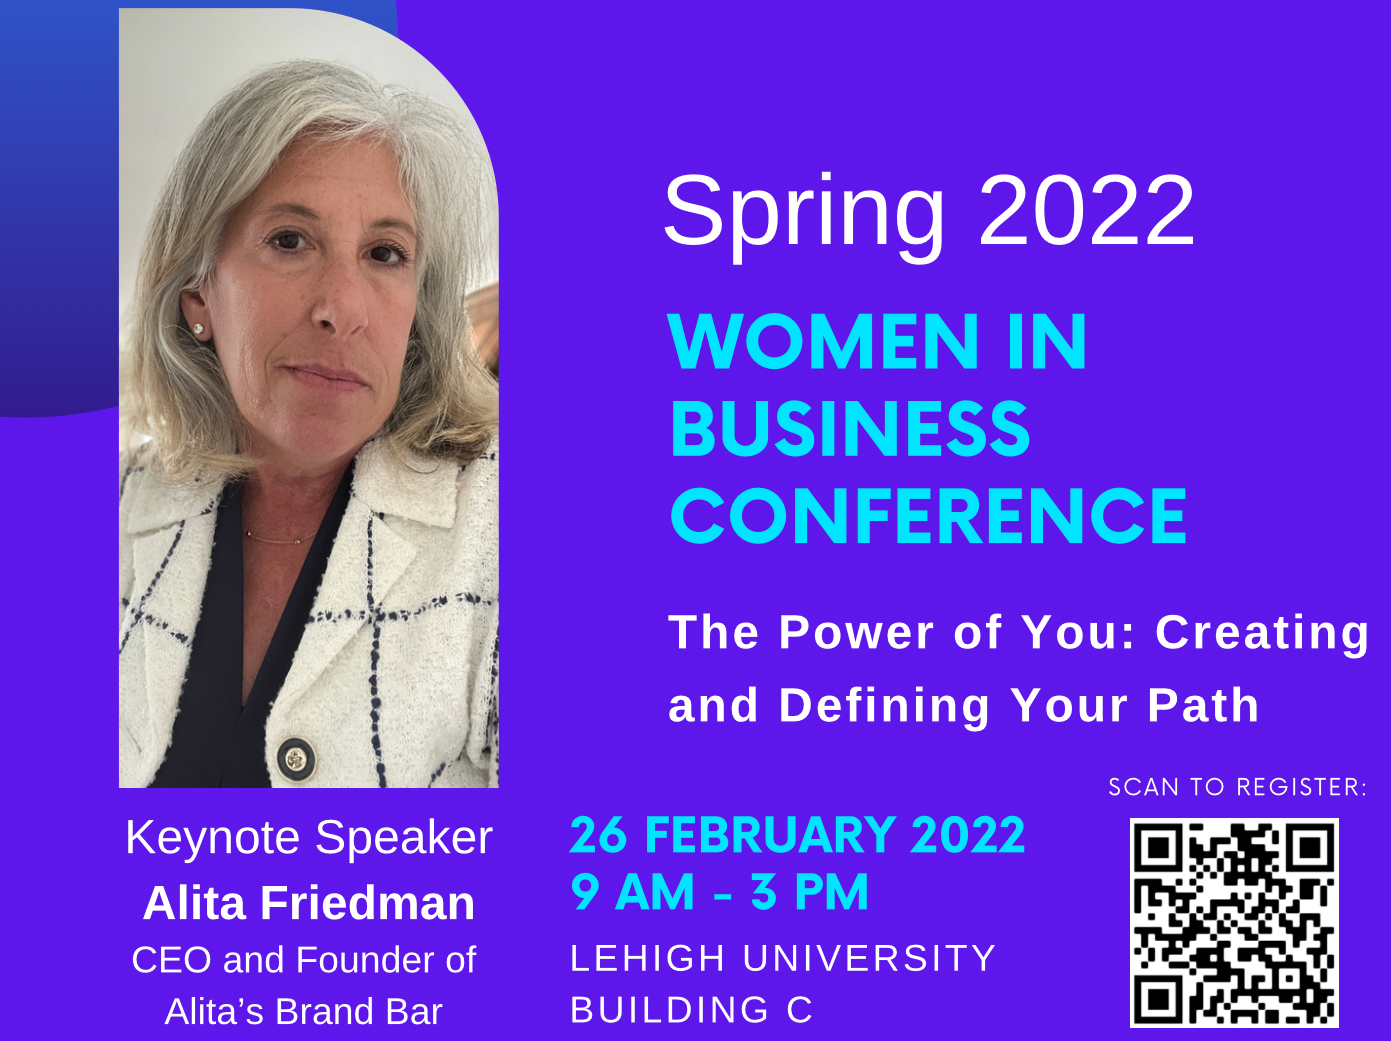 Spring 2022
WOMEN IN
BUSINESS
CONFERENCE
The Power of You: Creating
and Defining Your Path
SCAN TO REGISTER:
Keynote Speaker
Alita Friedman
CEO and Founder of
Alita’s Brand Bar
26 FEBRUARY 2022
9 AM - 3 PM
LEHIGH UNIVERSITY
BUILDING C